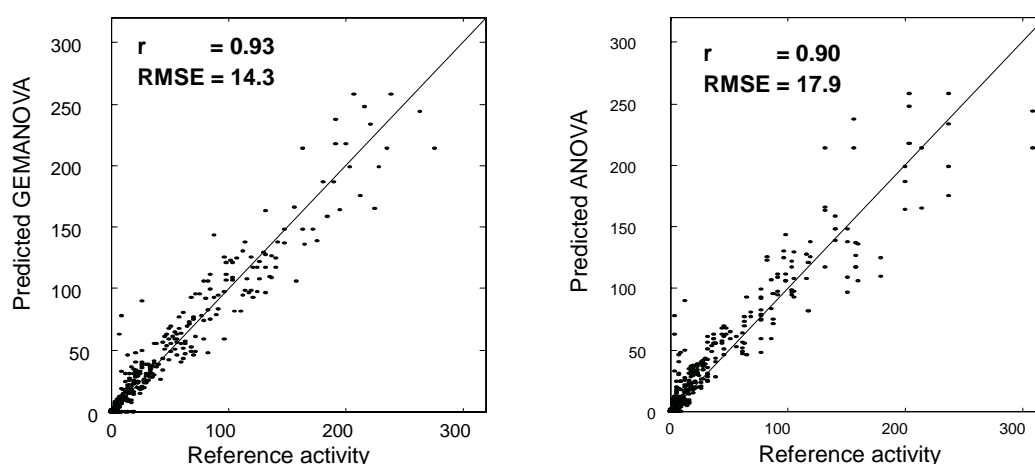 r = 0.93
RMSE = 14.3
Predicted GEMANOVA
300
250
200
150
100
50
0
0 100 200 300
Reference activity
r = 0.90
RMSE = 17.9
Predicted ANOVA
300
250
200
150
100
50
0
0 100 200 300
Reference activity